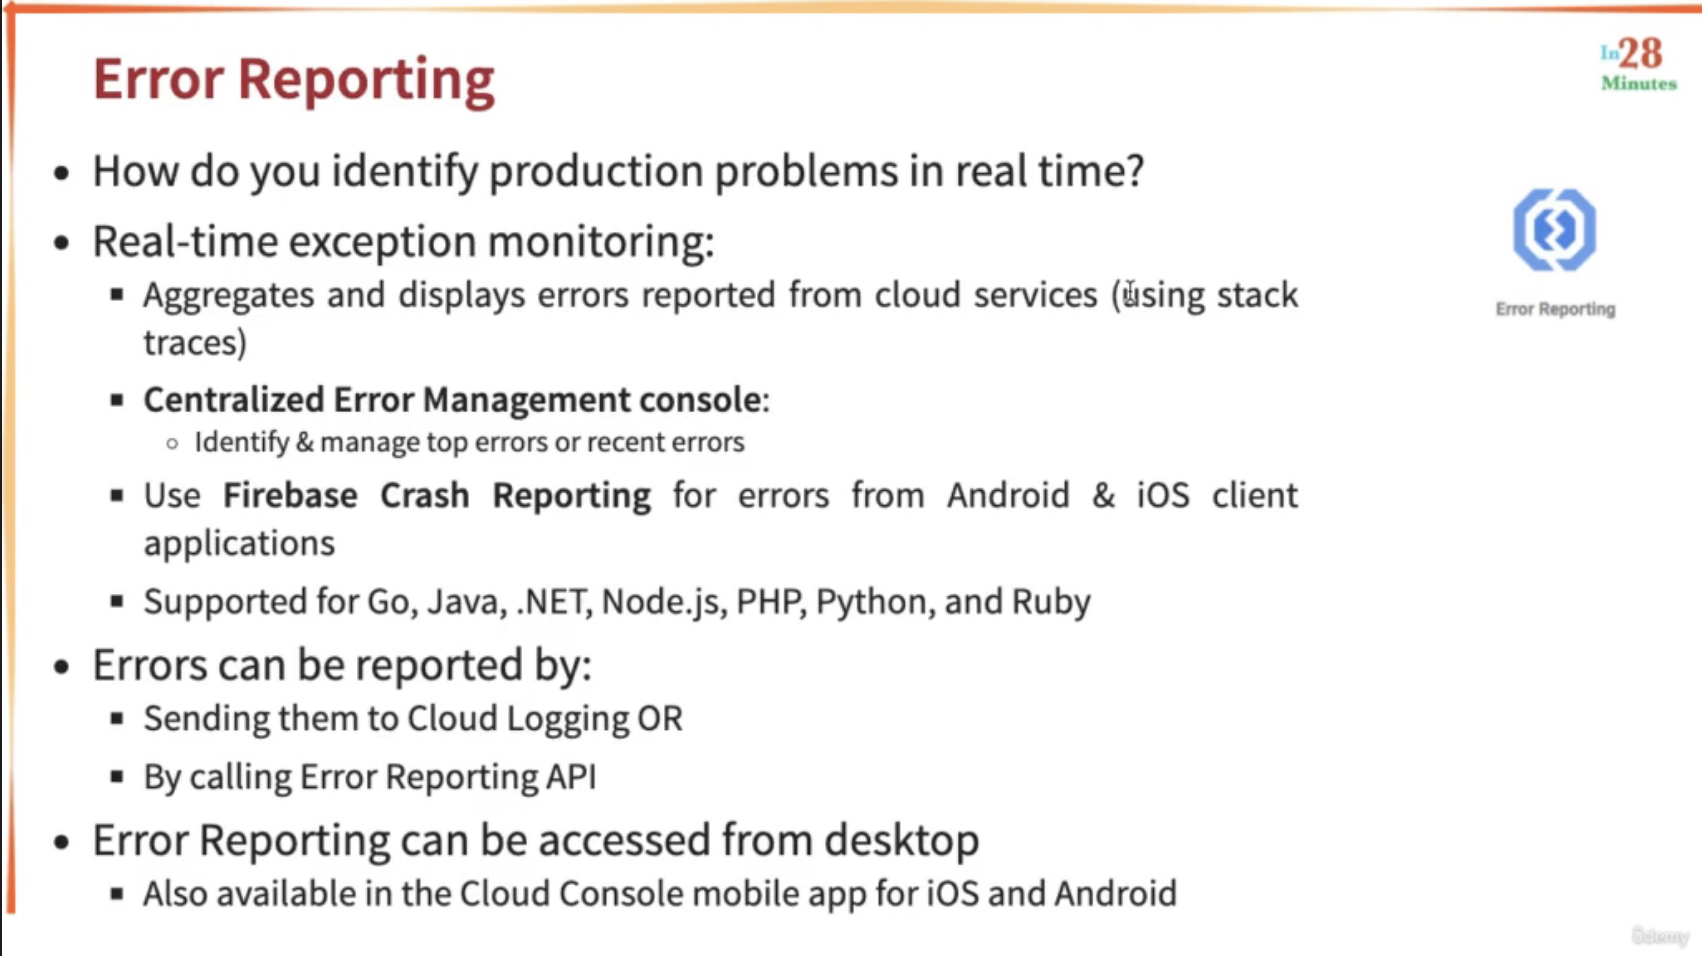 Error Reporting
In28
Minutes
• How do you identify production problems in real time?
• Real-time exception monitoring:
▪ Aggregates and displays errors reported from cloud services (using stack
traces)
▪ Centralized Error Management console:
○ Identify & manage top errors or recent errors
▪ Use Firebase Crash Reporting for errors from Android & iOS client
applications
▪ Supported for Go, Java, .NET, Node.js, PHP, Python, and Ruby
• Errors can be reported by:
▪ Sending them to Cloud Logging OR
▪ By calling Error Reporting API
• Error Reporting can be accessed from desktop
▪ Also available in the Cloud Console mobile app for iOS and Android
Error Reporting
ûdemy